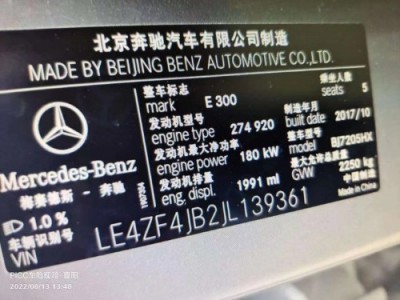 北京奔驰汽车有限公司制造
MADE BY BEIJING BENZ AUTOMOTIVE CO.,LTD.
整车标志 乘坐人数
mark E 300 seats 5
发动机型号 制造年月
engine type 274 920 built date 2017/10
发动机最大净功率 型号
engine power 180 kW model BJ7205HX
发动机排量 最大允许总质量
engine. displ. 1991 ml GVW 2250 kg
Mercedes-Benz
梅赛德斯-奔驰
中国制造
Made in China
1.0 %
车辆识别号
VIN LE4ZF4JB2JL139361
2022/08/13 13:48